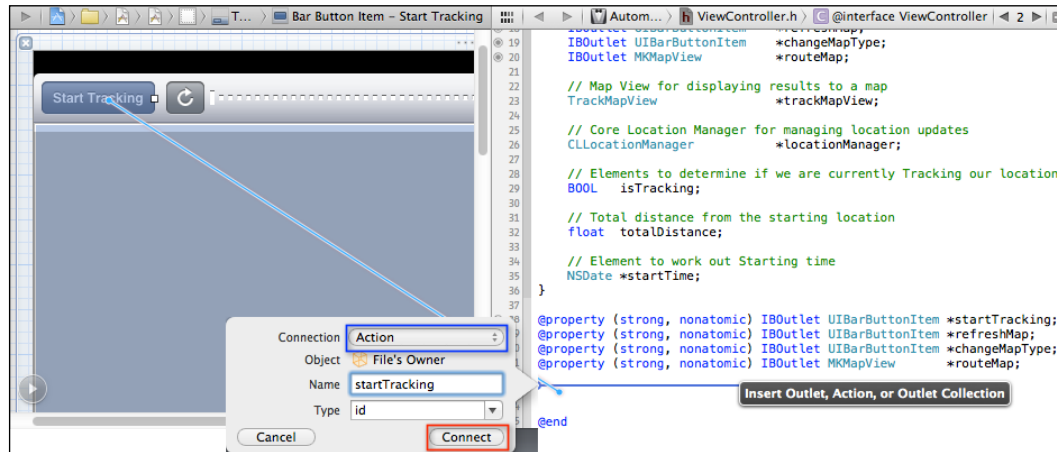 T... Bar Button Item – Start Tracking
Autom... ViewController.h @interface ViewController 2
Start Tracking
19 IBOutlet UIBarButtonItem *changeMapType;
20 IBOutlet MKMapView *routeMap;
21
22 // Map View for displaying results to a map
23 TrackMapView *trackMapView;
24
25 // Core Location Manager for managing location updates
26 CLLocationManager *locationManager;
27
28 // Elements to determine if we are currently Tracking our location
29 BOOL isTracking;
30
31 // Total distance from the starting location
32 float totalDistance;
33
34 // Element to work out Starting time
35 NSDate *startTime;
36 }
37
@property (strong, nonatomic) IBOutlet UIBarButtonItem *startTracking;
@property (strong, nonatomic) IBOutlet UIBarButtonItem *refreshMap;
@property (strong, nonatomic) IBOutlet UIBarButtonItem *changeMapType;
@property (strong, nonatomic) IBOutlet MKMapView *routeMap;
Insert Outlet, Action, or Outlet Collection
@end
Connection Action
Object File's Owner
Name startTracking
Type id
Cancel Connect